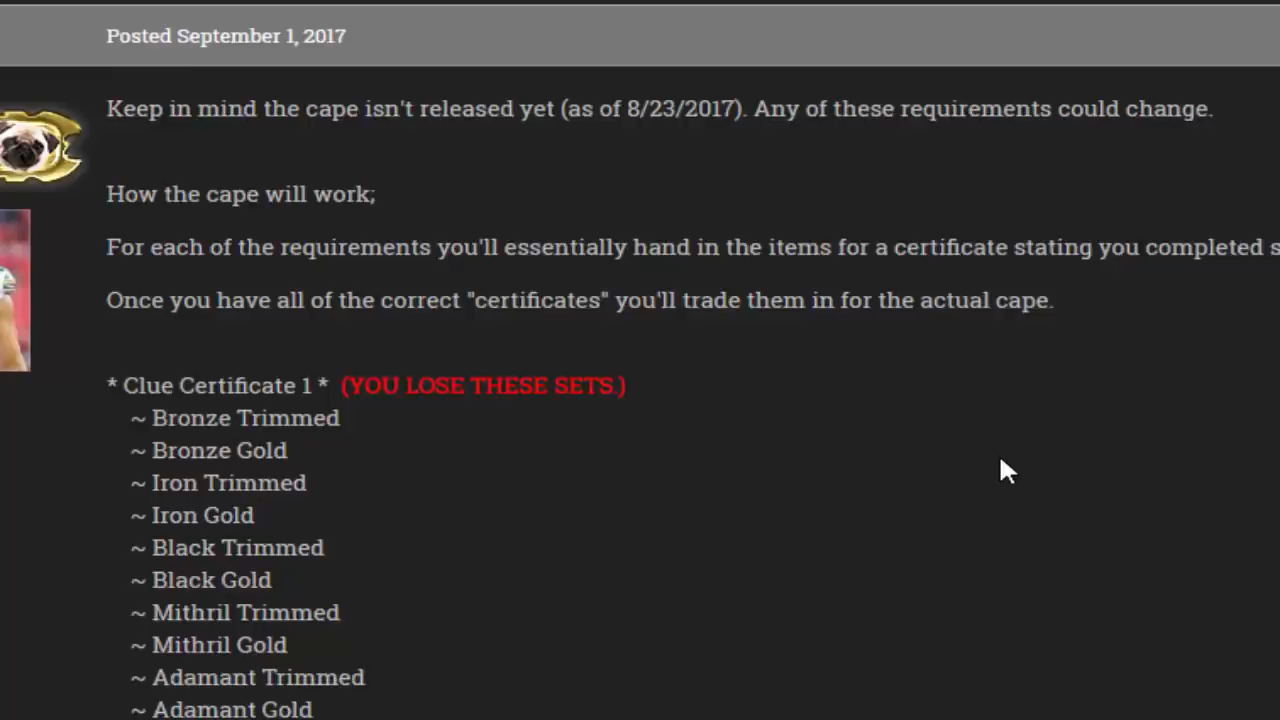 Posted September 1, 2017
Keep in mind the cape isn't released yet (as of 8/23/2017). Any of these requirements could change.
How the cape will work;
For each of the requirements you'll essentially hand in the items for a certificate stating you completed s
Once you have all of the correct "certificates" you'll trade them in for the actual cape.
* Clue Certificate 1 * (YOU LOSE THESE SETS.)
~ Bronze Trimmed
~ Bronze Gold
~ Iron Trimmed
~ Iron Gold
~ Black Trimmed
~ Black Gold
~ Mithril Trimmed
~ Mithril Gold
~ Adamant Trimmed
~ Adamant Gold